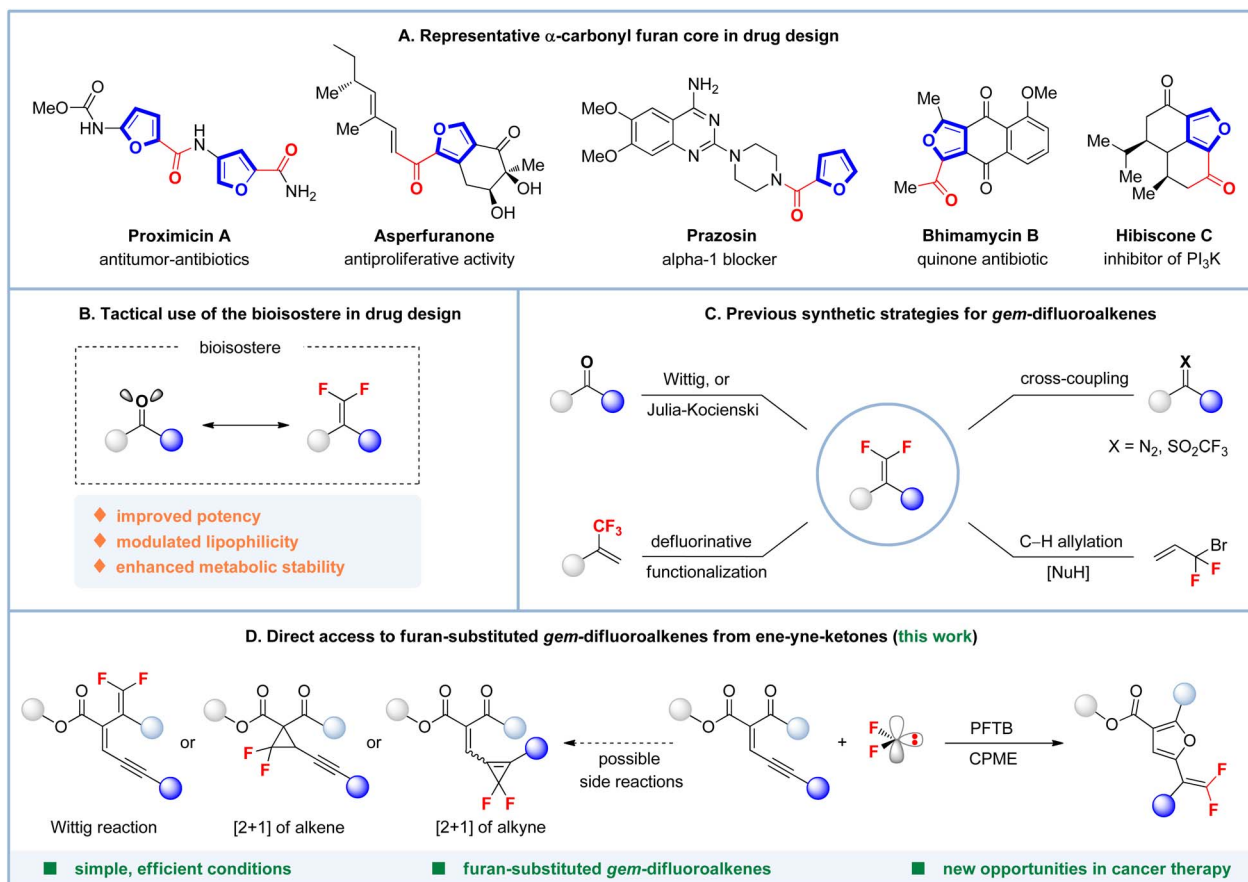 A. Representative α-carbonyl furan core in drug design
MeO
O
HN
O
O
H
N
O
O
NH₂
Proximicin A
antitumor-antibiotics
Me
Me
O
O
O
Me
OH
OH
Asperfuranone
antiproliferative activity
NH₂
MeO
MeO
N
N
N
N
O
O
Prazosin
alpha-1 blocker
Me
O
OMe
O
O
Me
O
Bhimamycin B
quinone antibiotic
O
O
Me
O
Hibiscone C
inhibitor of PI₃K
B. Tactical use of the bioisostere in drug design
bioisostere
O
F F
improved potency
modulated lipophilicity
enhanced metabolic stability
C. Previous synthetic strategies for gem-difluoroalkenes
O
Wittig, or
Julia-Kocienski
cross-coupling
X
X = N₂, SO₂CF₃
F F
CF₃
defluorinative
functionalization
C–H allylation
[NuH]
Br
F
F
D. Direct access to furan-substituted gem-difluoroalkenes from ene-yne-ketones (this work)
O
O
F F
Wittig reaction
or
O
O
O
F
F
[2+1] of alkene
or
O
O
O
F F
[2+1] of alkyne
possible
side reactions
O
O
O
+
F
F
PFTB
CPME
O
O
O
F
F
simple, efficient conditions
furan-substituted gem-difluoroalkenes
new opportunities in cancer therapy